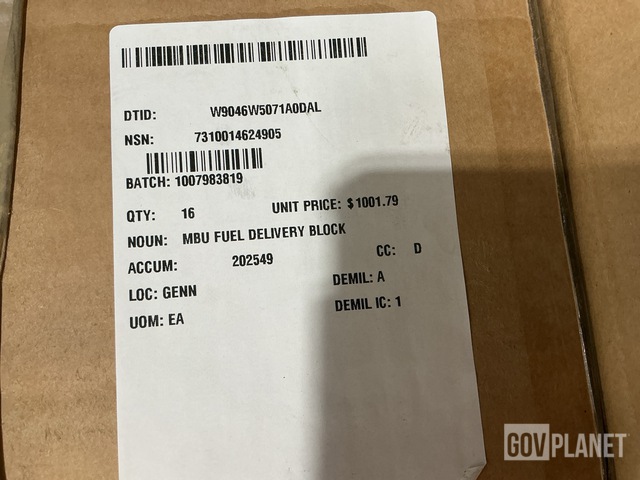 DTID: W9046W5071A0DAL
NSN: 7310014624905
BATCH: 1007983819
QTY: 16 UNIT PRICE: $1001.79
NOUN: MBU FUEL DELIVERY BLOCK
ACCUM: 202549 CC: D
LOC: GENN DEMIL: A
UOM: EA DEMIL IC: 1
GOVPLANET